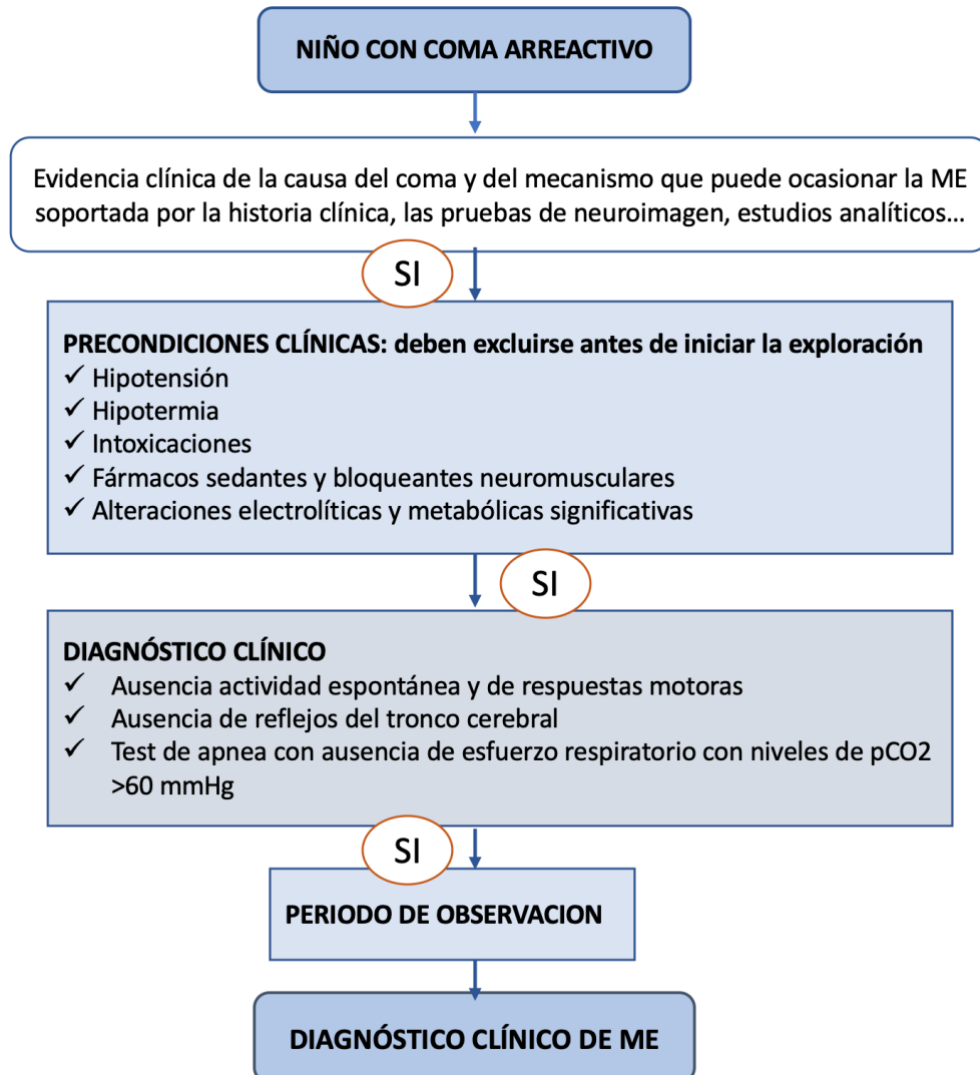 NIÑO CON COMA ARREACTIVO
Evidencia clínica de la causa del coma y del mecanismo que puede ocasionar la ME
soportada por la historia clínica, las pruebas de neuroimagen, estudios analíticos...
SI
PRECONDICIONES CLÍNICAS: deben excluirse antes de iniciar la exploración
✓ Hipotensión
✓ Hipotermia
✓ Intoxicaciones
✓ Fármacos sedantes y bloqueantes neuromusculares
✓ Alteraciones electrolíticas y metabólicas significativas
SI
DIAGNÓSTICO CLÍNICO
✓ Ausencia actividad espontánea y de respuestas motoras
✓ Ausencia de reflejos del tronco cerebral
✓ Test de apnea con ausencia de esfuerzo respiratorio con niveles de pCO2
>60 mmHg
SI
PERIODO DE OBSERVACION
DIAGNÓSTICO CLÍNICO DE ME